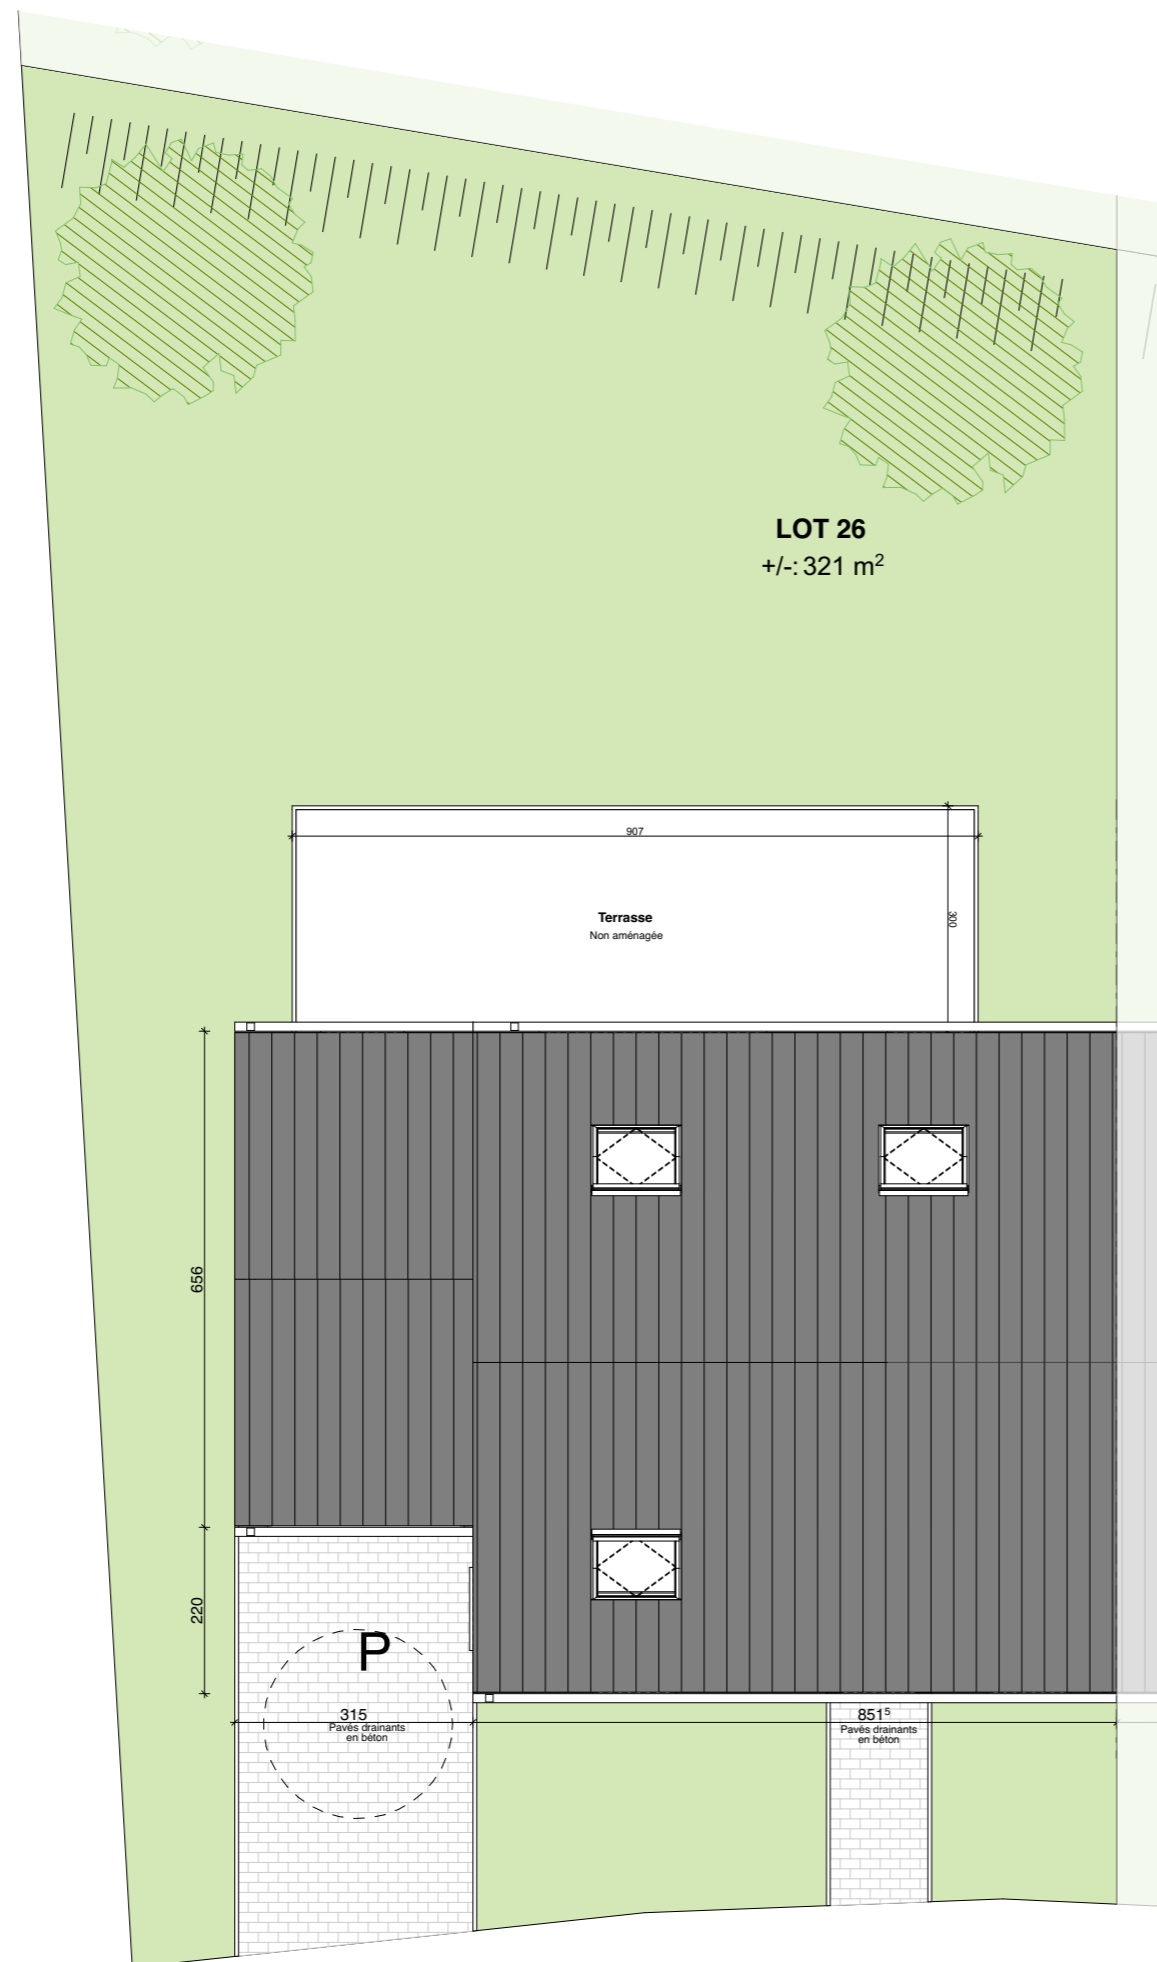 LOT 26
+/-: 321 m²
907
300
Terrasse
Non aménagée
656
220
P
315
Pavés drainants
en béton
851⁵
Pavés drainants
en béton